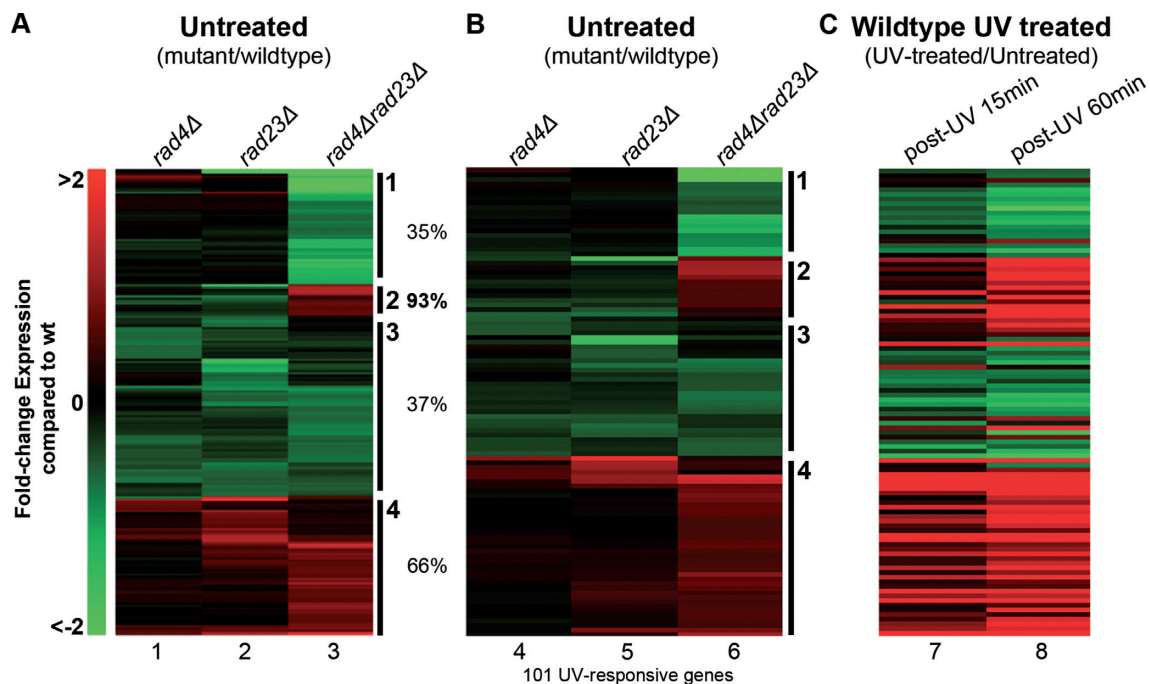 A
Untreated
(mutant/wildtype)
rad4Δ
rad23Δ
rad4Δrad23Δ
>2
0
<-2
Fold-change Expression
compared to wt
1
35%
2
93%
3
37%
4
66%
1
2
3
B
Untreated
(mutant/wildtype)
rad4Δ
rad23Δ
rad4Δrad23Δ
1
2
3
4
4
5
6
101 UV-responsive genes
C
Wildtype UV treated
(UV-treated/Untreated)
post-UV 15min
post-UV 60min
7
8